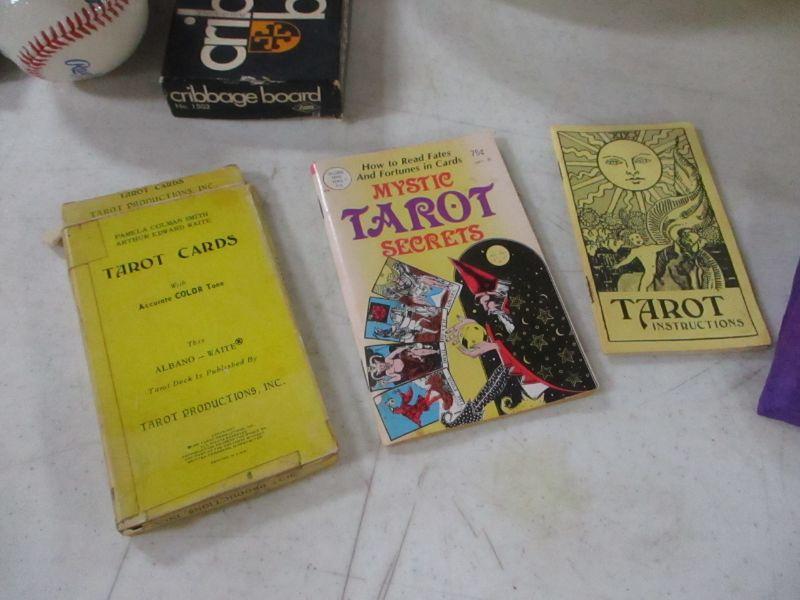 crib
b
cribbage board
No. 1502
TAROT CARDS
TAROT PRODUCTIONS, INC.
PAMELA COLMAN SMITH
ARTHUR EDWARD WAITE
TAROT CARDS
With
Accurate COLOR Tone
This
ALBANO – WAITE®
Tarot Deck Is Published By
TAROT PRODUCTIONS, INC.
How to Read Fates
And Fortunes in Cards
75¢
MYSTIC
TAROT
SECRETS
TAROT
INSTRUCTIONS